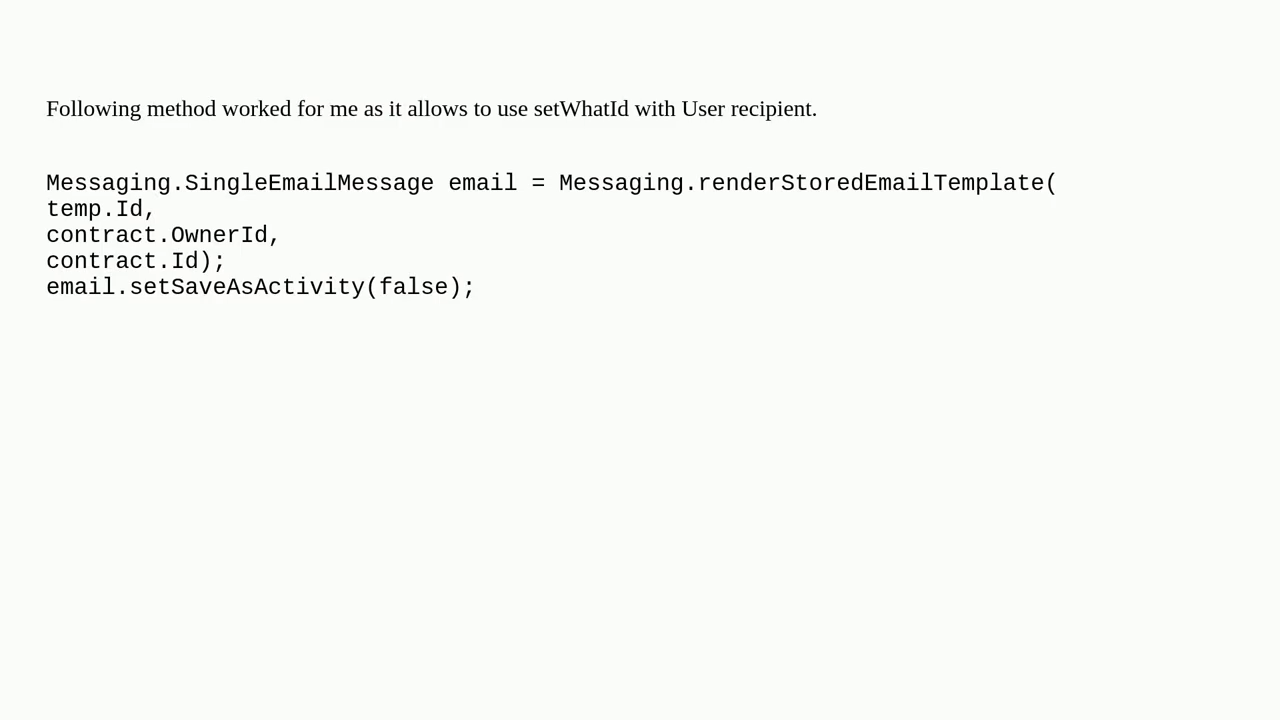 Following method worked for me as it allows to use setWhatId with User recipient.
Messaging.SingleEmailMessage email = Messaging.renderStoredEmailTemplate(
temp.Id,
contract.OwnerId,
contract.Id);
email.setSaveAsActivity(false);